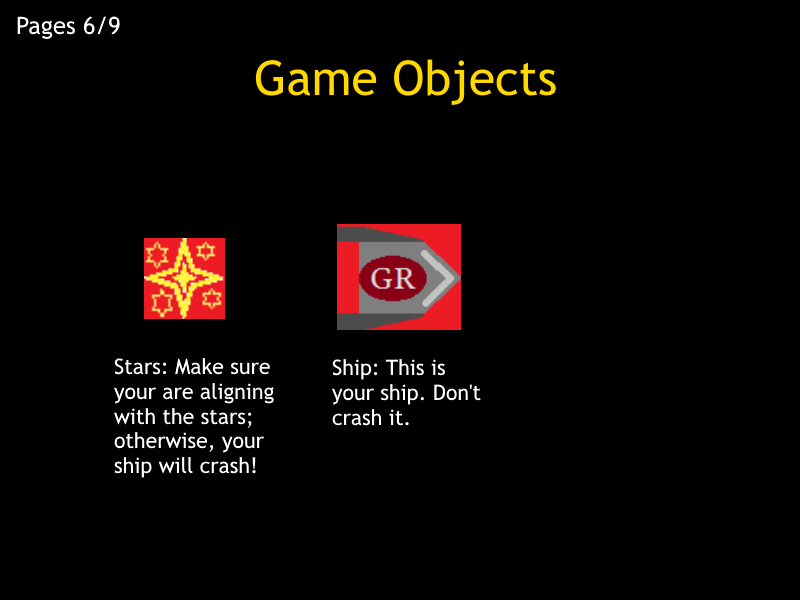 Pages 6/9
Game Objects
GR
Stars: Make sure
your are aligning
with the stars;
otherwise, your
ship will crash!
Ship: This is
your ship. Don't
crash it.